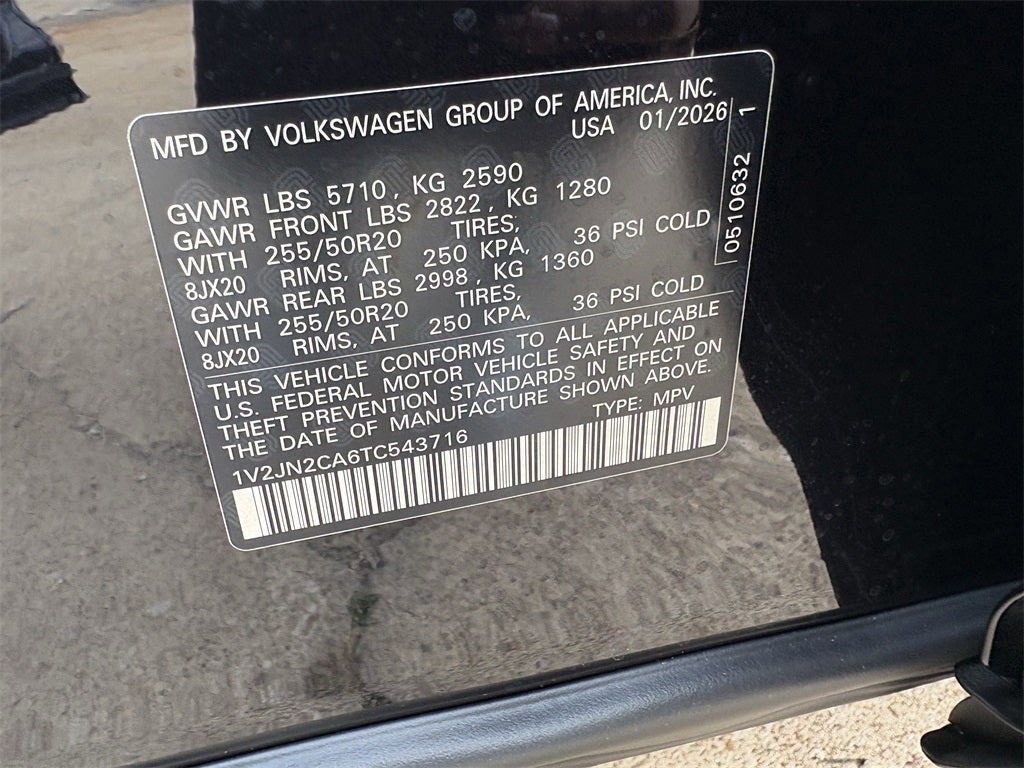 MFD BY VOLKSWAGEN GROUP OF AMERICA, INC.
USA 01/2026
GVWR LBS 5710, KG 2590
GAWR FRONT LBS 2822, KG 1280
WITH 255/50R20 TIRES,
8JX20 RIMS, AT 250 KPA, 36 PSI COLD
GAWR REAR LBS 2998, KG 1360
WITH 255/50R20 TIRES,
8JX20 RIMS, AT 250 KPA, 36 PSI COLD
THIS VEHICLE CONFORMS TO ALL APPLICABLE
U.S. FEDERAL MOTOR VEHICLE SAFETY AND
THEFT PREVENTION STANDARDS IN EFFECT ON
THE DATE OF MANUFACTURE SHOWN ABOVE.
1V2JN2CA6TC543716 TYPE: MPV
0510632 1